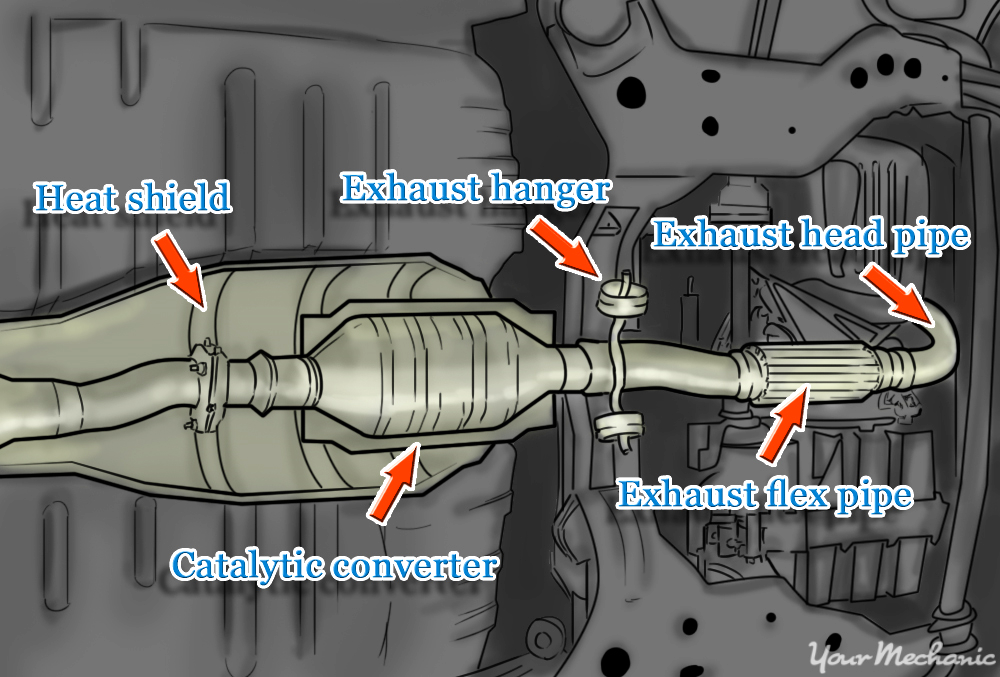 Heat shield
Exhaust hanger
Exhaust head pipe
Exhaust flex pipe
Catalytic converter
YourMechanic